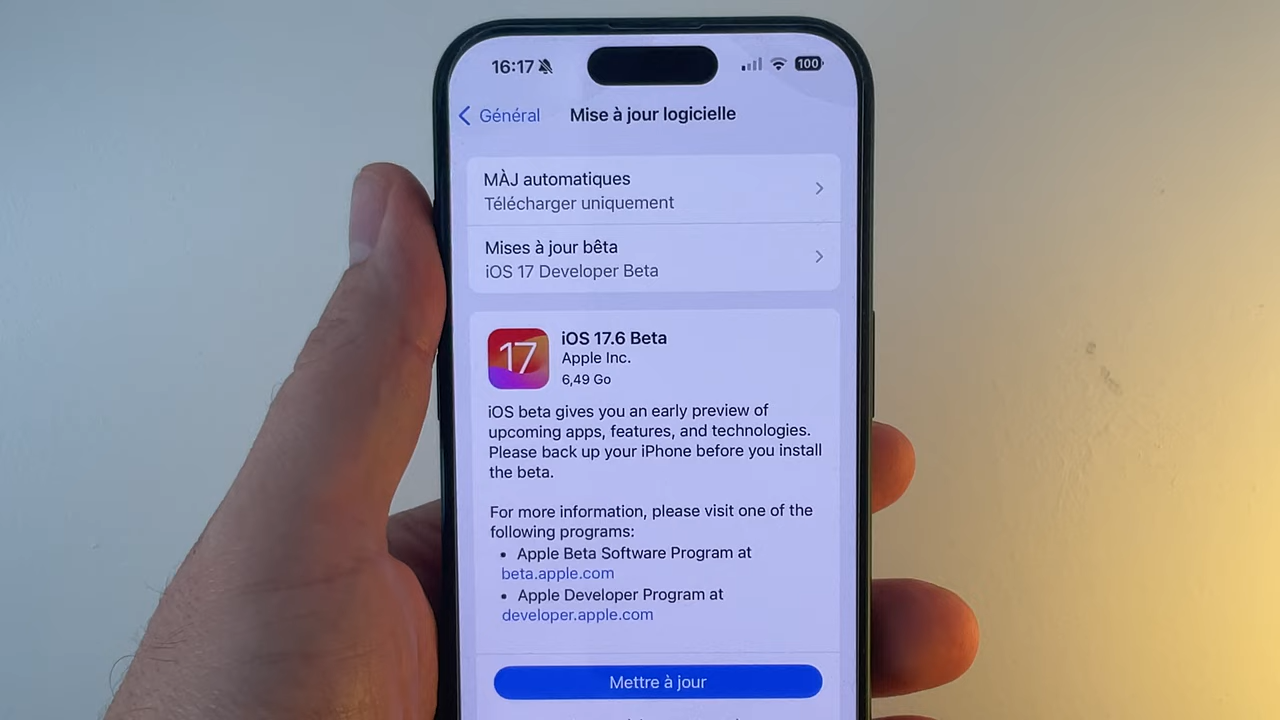 16:17
100
Général
Mise à jour logicielle
MÀJ automatiques
Télécharger uniquement
Mises à jour bêta
iOS 17 Developer Beta
17
iOS 17.6 Beta
Apple Inc.
6,49 Go
iOS beta gives you an early preview of
upcoming apps, features, and technologies.
Please back up your iPhone before you install
the beta.
For more information, please visit one of the
following programs:
• Apple Beta Software Program at
beta.apple.com
• Apple Developer Program at
developer.apple.com
Mettre à jour